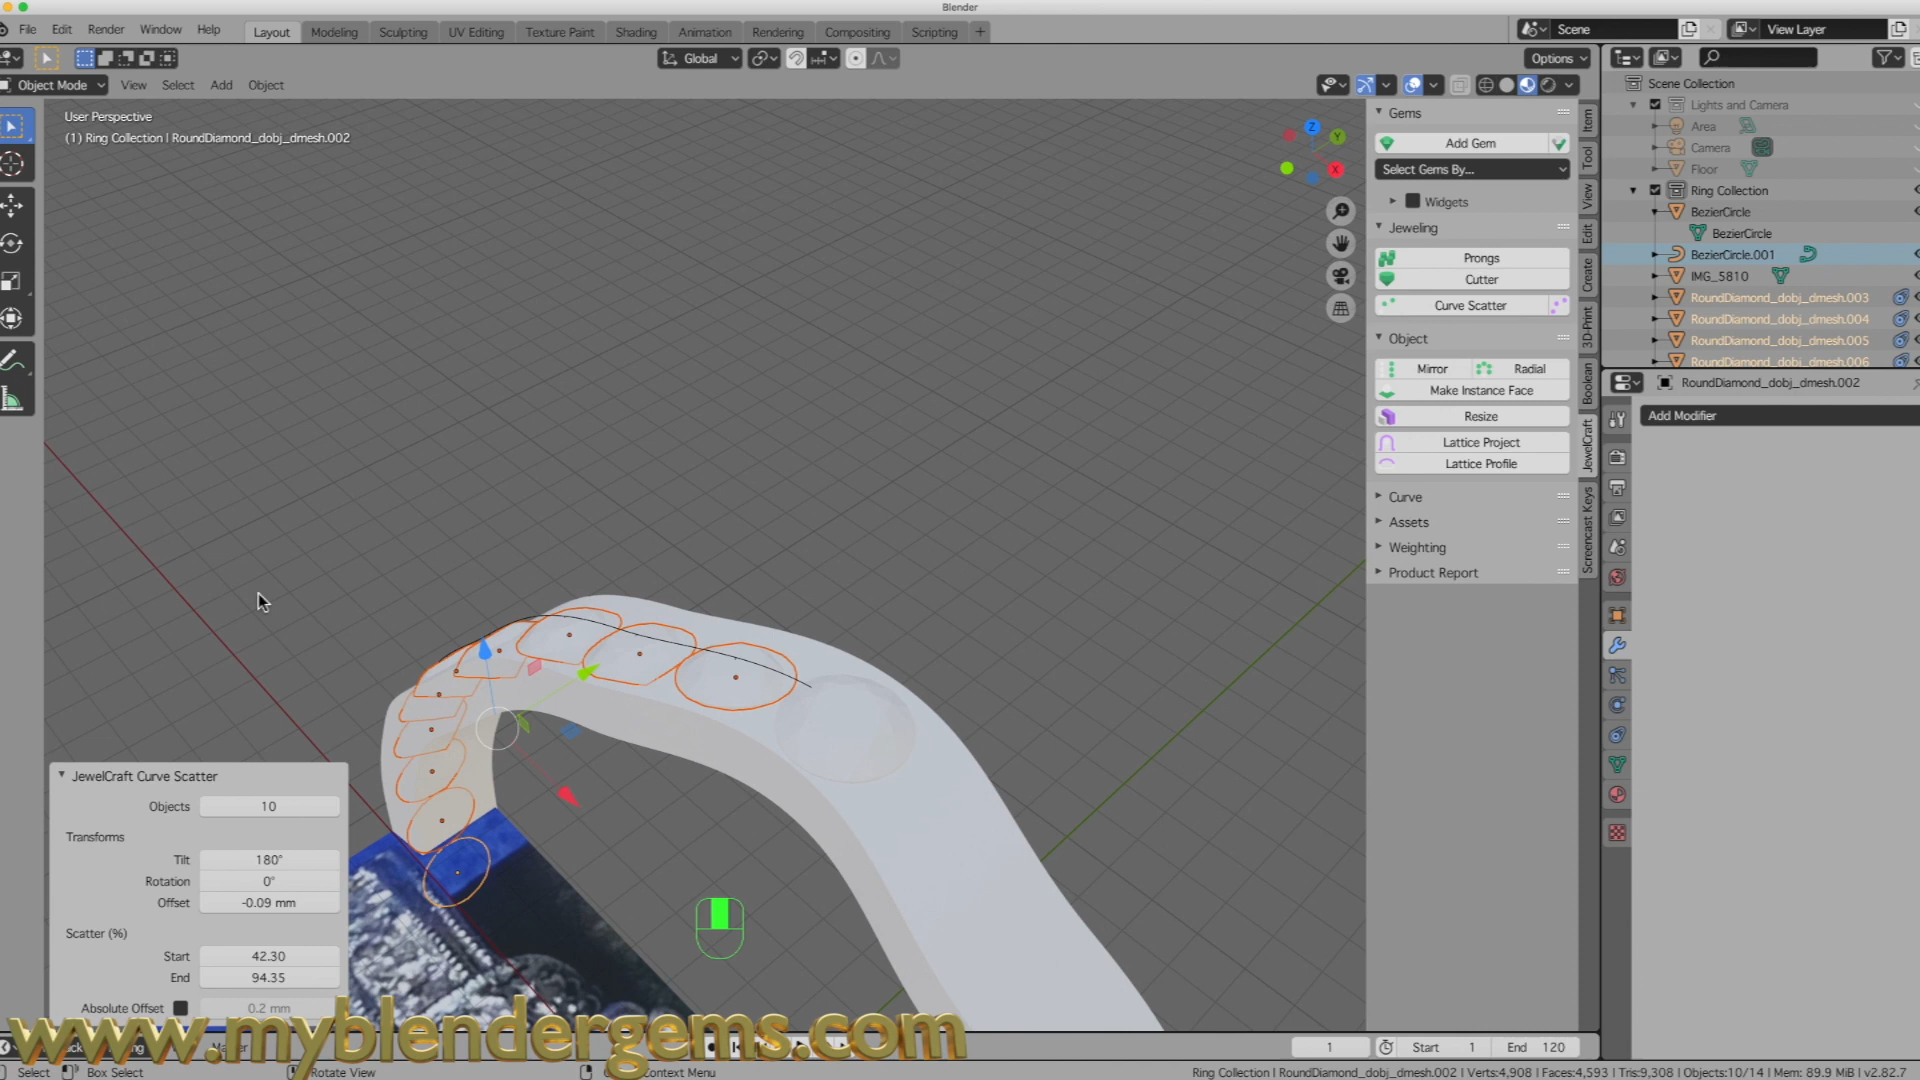 Blender
File Edit Render Window Help Layout Modeling Sculpting UV Editing Texture Paint Shading Animation Rendering Compositing Scripting + Scene View Layer
Global Options
Object Mode View Select Add Object
User Perspective
(1) Ring Collection | RoundDiamond_dobj_dmesh.002
Z
Y
X
Gems
Add Gem
Select Gems By...
Widgets
Jeweling
Prongs
Cutter
Curve Scatter
Object
Mirror Radial
Make Instance Face
Resize
Lattice Project
Lattice Profile
Curve
Assets
Weighting
Product Report
Item
Tool
View
Edit
Create
3D-Print
Boolean
JewelCraft
Screencast Keys
Scene Collection
Lights and Camera
Area
Camera
Floor
Ring Collection
BezierCircle
BezierCircle
BezierCircle.001
IMG_5810
RoundDiamond_dobj_dmesh.003
RoundDiamond_dobj_dmesh.004
RoundDiamond_dobj_dmesh.005
RoundDiamond_dobj_dmesh.006
RoundDiamond_dobj_dmesh.002
Add Modifier
JewelCraft Curve Scatter
Objects 10
Transforms
Tilt 180°
Rotation 0°
Offset -0.09 mm
Scatter (%)
Start 42.30
End 94.35
Absolute Offset 0.2 mm
www.myblendergems.com
1 Start 1 End 120
Select Box Select Rotate View Context Menu
Ring Collection | RoundDiamond_dobj_dmesh.002 | Verts:4,908 | Faces:4,593 | Tris:9,308 | Objects:10/14 | Mem: 89.9 MiB | v2.82.7